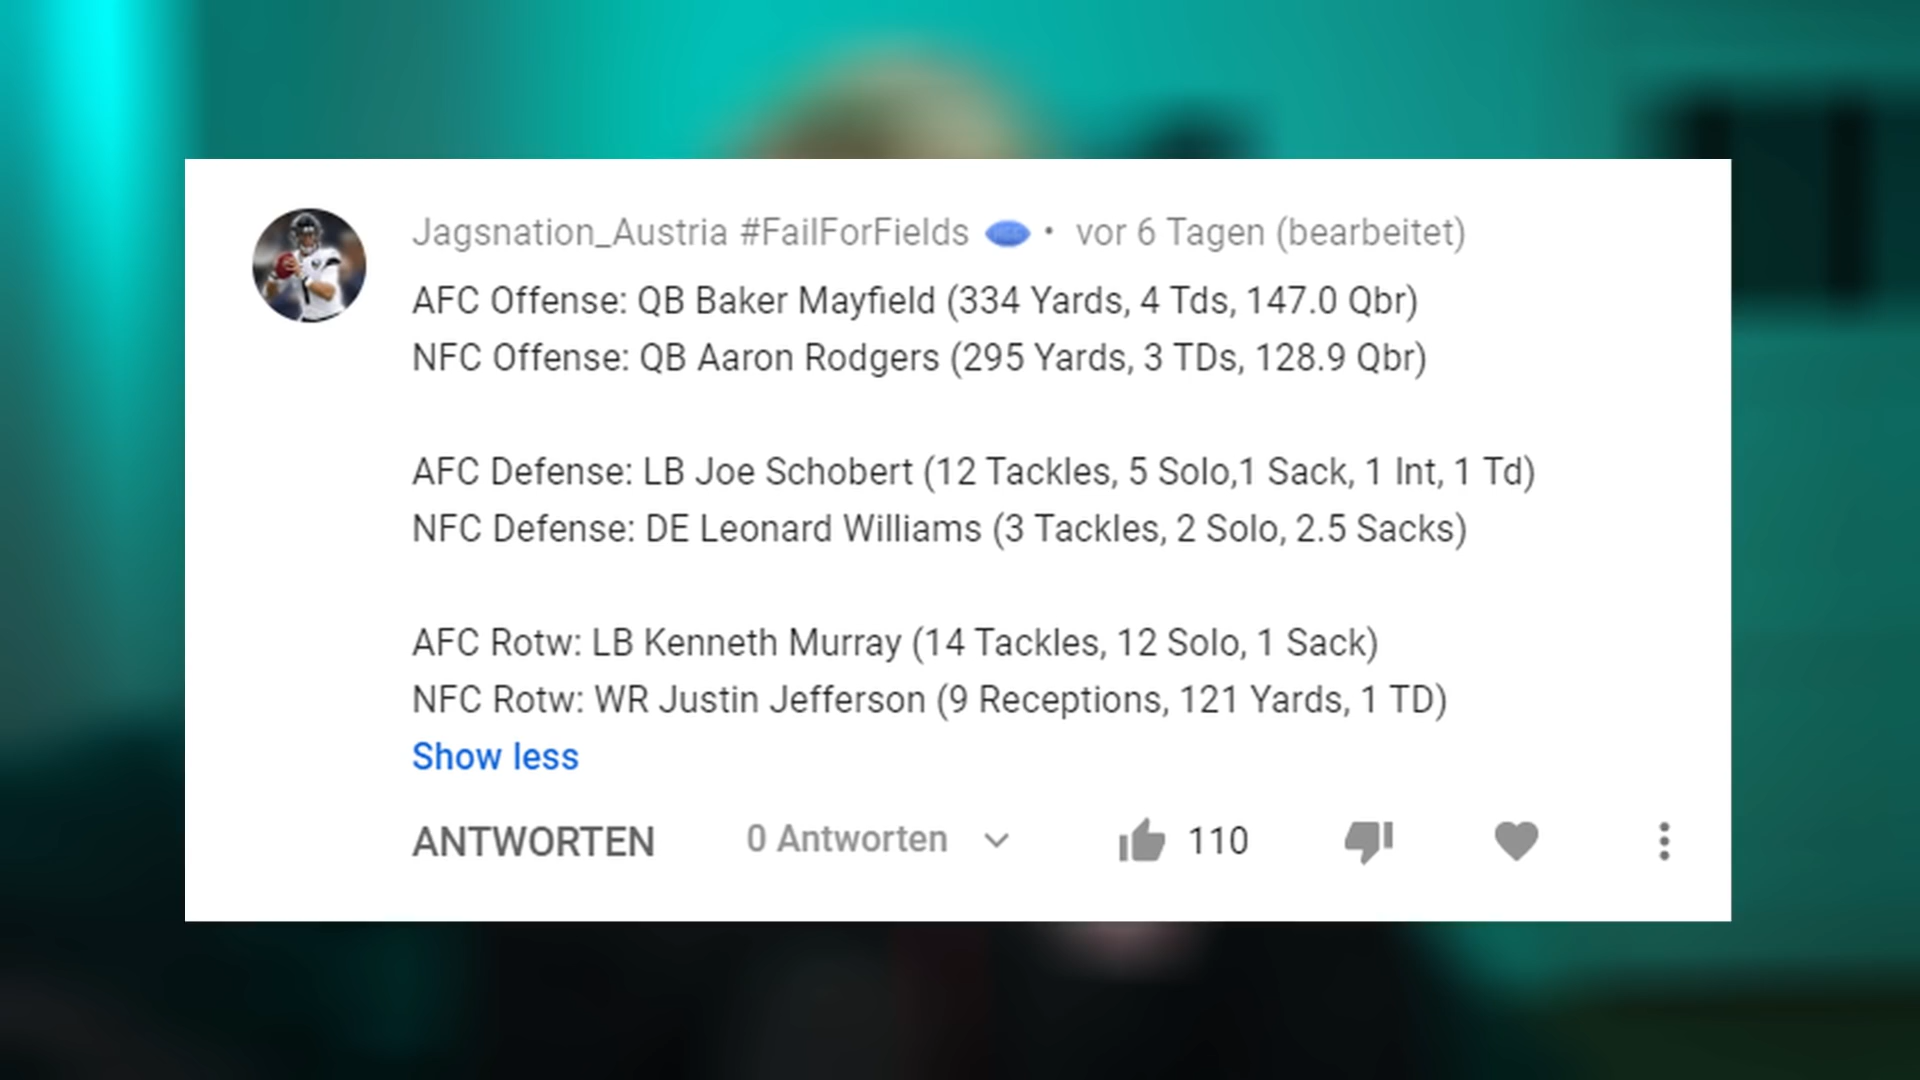 Jagsnation_Austria #FailForFields • vor 6 Tagen (bearbeitet)
AFC Offense: QB Baker Mayfield (334 Yards, 4 Tds, 147.0 Qbr)
NFC Offense: QB Aaron Rodgers (295 Yards, 3 TDs, 128.9 Qbr)
AFC Defense: LB Joe Schobert (12 Tackles, 5 Solo,1 Sack, 1 Int, 1 Td)
NFC Defense: DE Leonard Williams (3 Tackles, 2 Solo, 2.5 Sacks)
AFC Rotw: LB Kenneth Murray (14 Tackles, 12 Solo, 1 Sack)
NFC Rotw: WR Justin Jefferson (9 Receptions, 121 Yards, 1 TD)
Show less
ANTWORTEN 0 Antworten 110